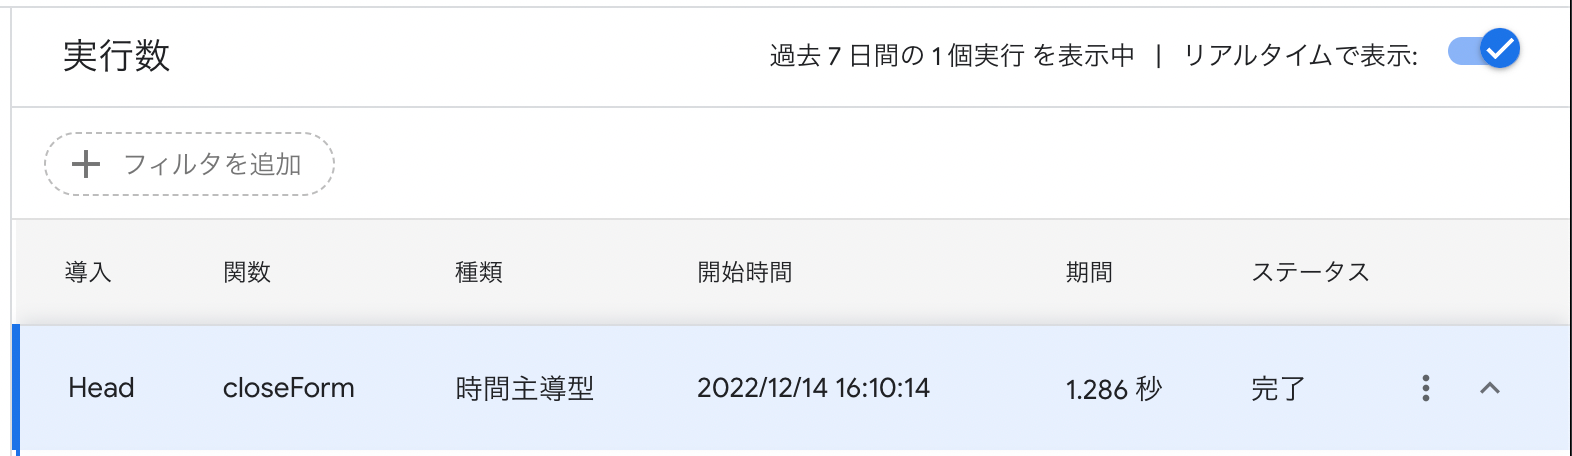 実行数
過去 7 日間の 1 個実行 を表示中 | リアルタイムで表示:
フィルタを追加
導入 関数 種類 開始時間 期間 ステータス
Head closeForm 時間主導型 2022/12/14 16:10:14 1.286 秒 完了